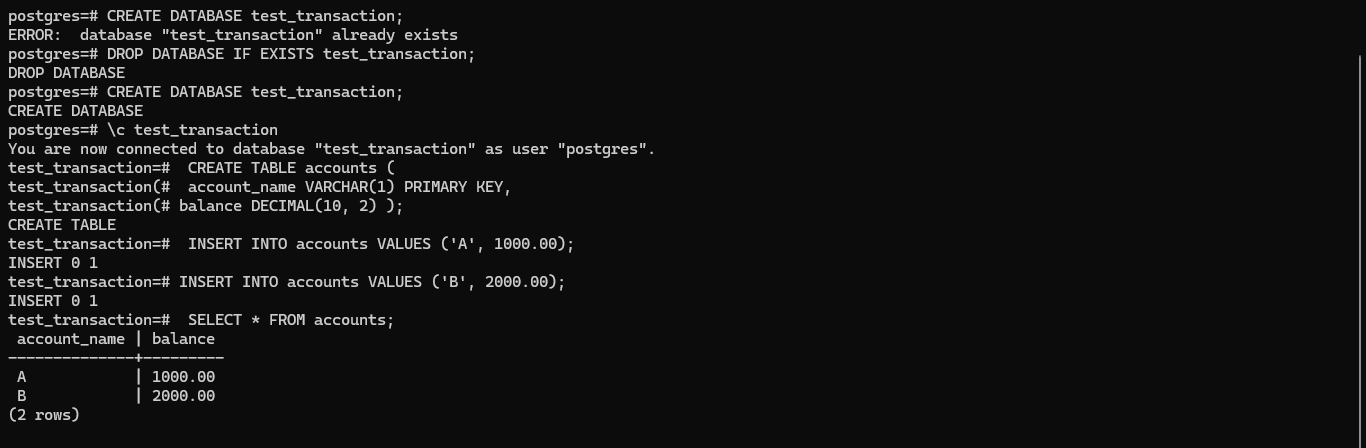 postgres=# CREATE DATABASE test_transaction;
ERROR:  database "test_transaction" already exists
postgres=# DROP DATABASE IF EXISTS test_transaction;
DROP DATABASE
postgres=# CREATE DATABASE test_transaction;
CREATE DATABASE
postgres=# \c test_transaction
You are now connected to database "test_transaction" as user "postgres".
test_transaction=#  CREATE TABLE accounts (
test_transaction(#  account_name VARCHAR(1) PRIMARY KEY,
test_transaction(# balance DECIMAL(10, 2) );
CREATE TABLE
test_transaction=#  INSERT INTO accounts VALUES ('A', 1000.00);
INSERT 0 1
test_transaction=# INSERT INTO accounts VALUES ('B', 2000.00);
INSERT 0 1
test_transaction=#  SELECT * FROM accounts;
 account_name | balance
--------------+---------
 A            | 1000.00
 B            | 2000.00
(2 rows)